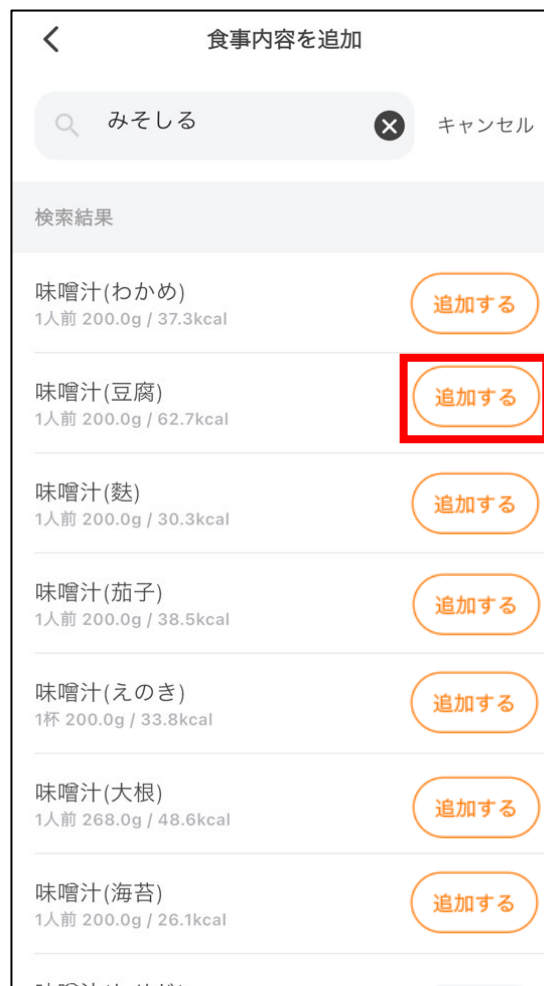 食事内容を追加
みそしる
キャンセル
検索結果
味噌汁(わかめ)
1人前 200.0g / 37.3kcal
追加する
味噌汁(豆腐)
1人前 200.0g / 62.7kcal
追加する
味噌汁(麩)
1人前 200.0g / 30.3kcal
追加する
味噌汁(茄子)
1人前 200.0g / 38.5kcal
追加する
味噌汁(えのき)
1杯 200.0g / 33.8kcal
追加する
味噌汁(大根)
1人前 268.0g / 48.6kcal
追加する
味噌汁(海苔)
1人前 200.0g / 26.1kcal
追加する